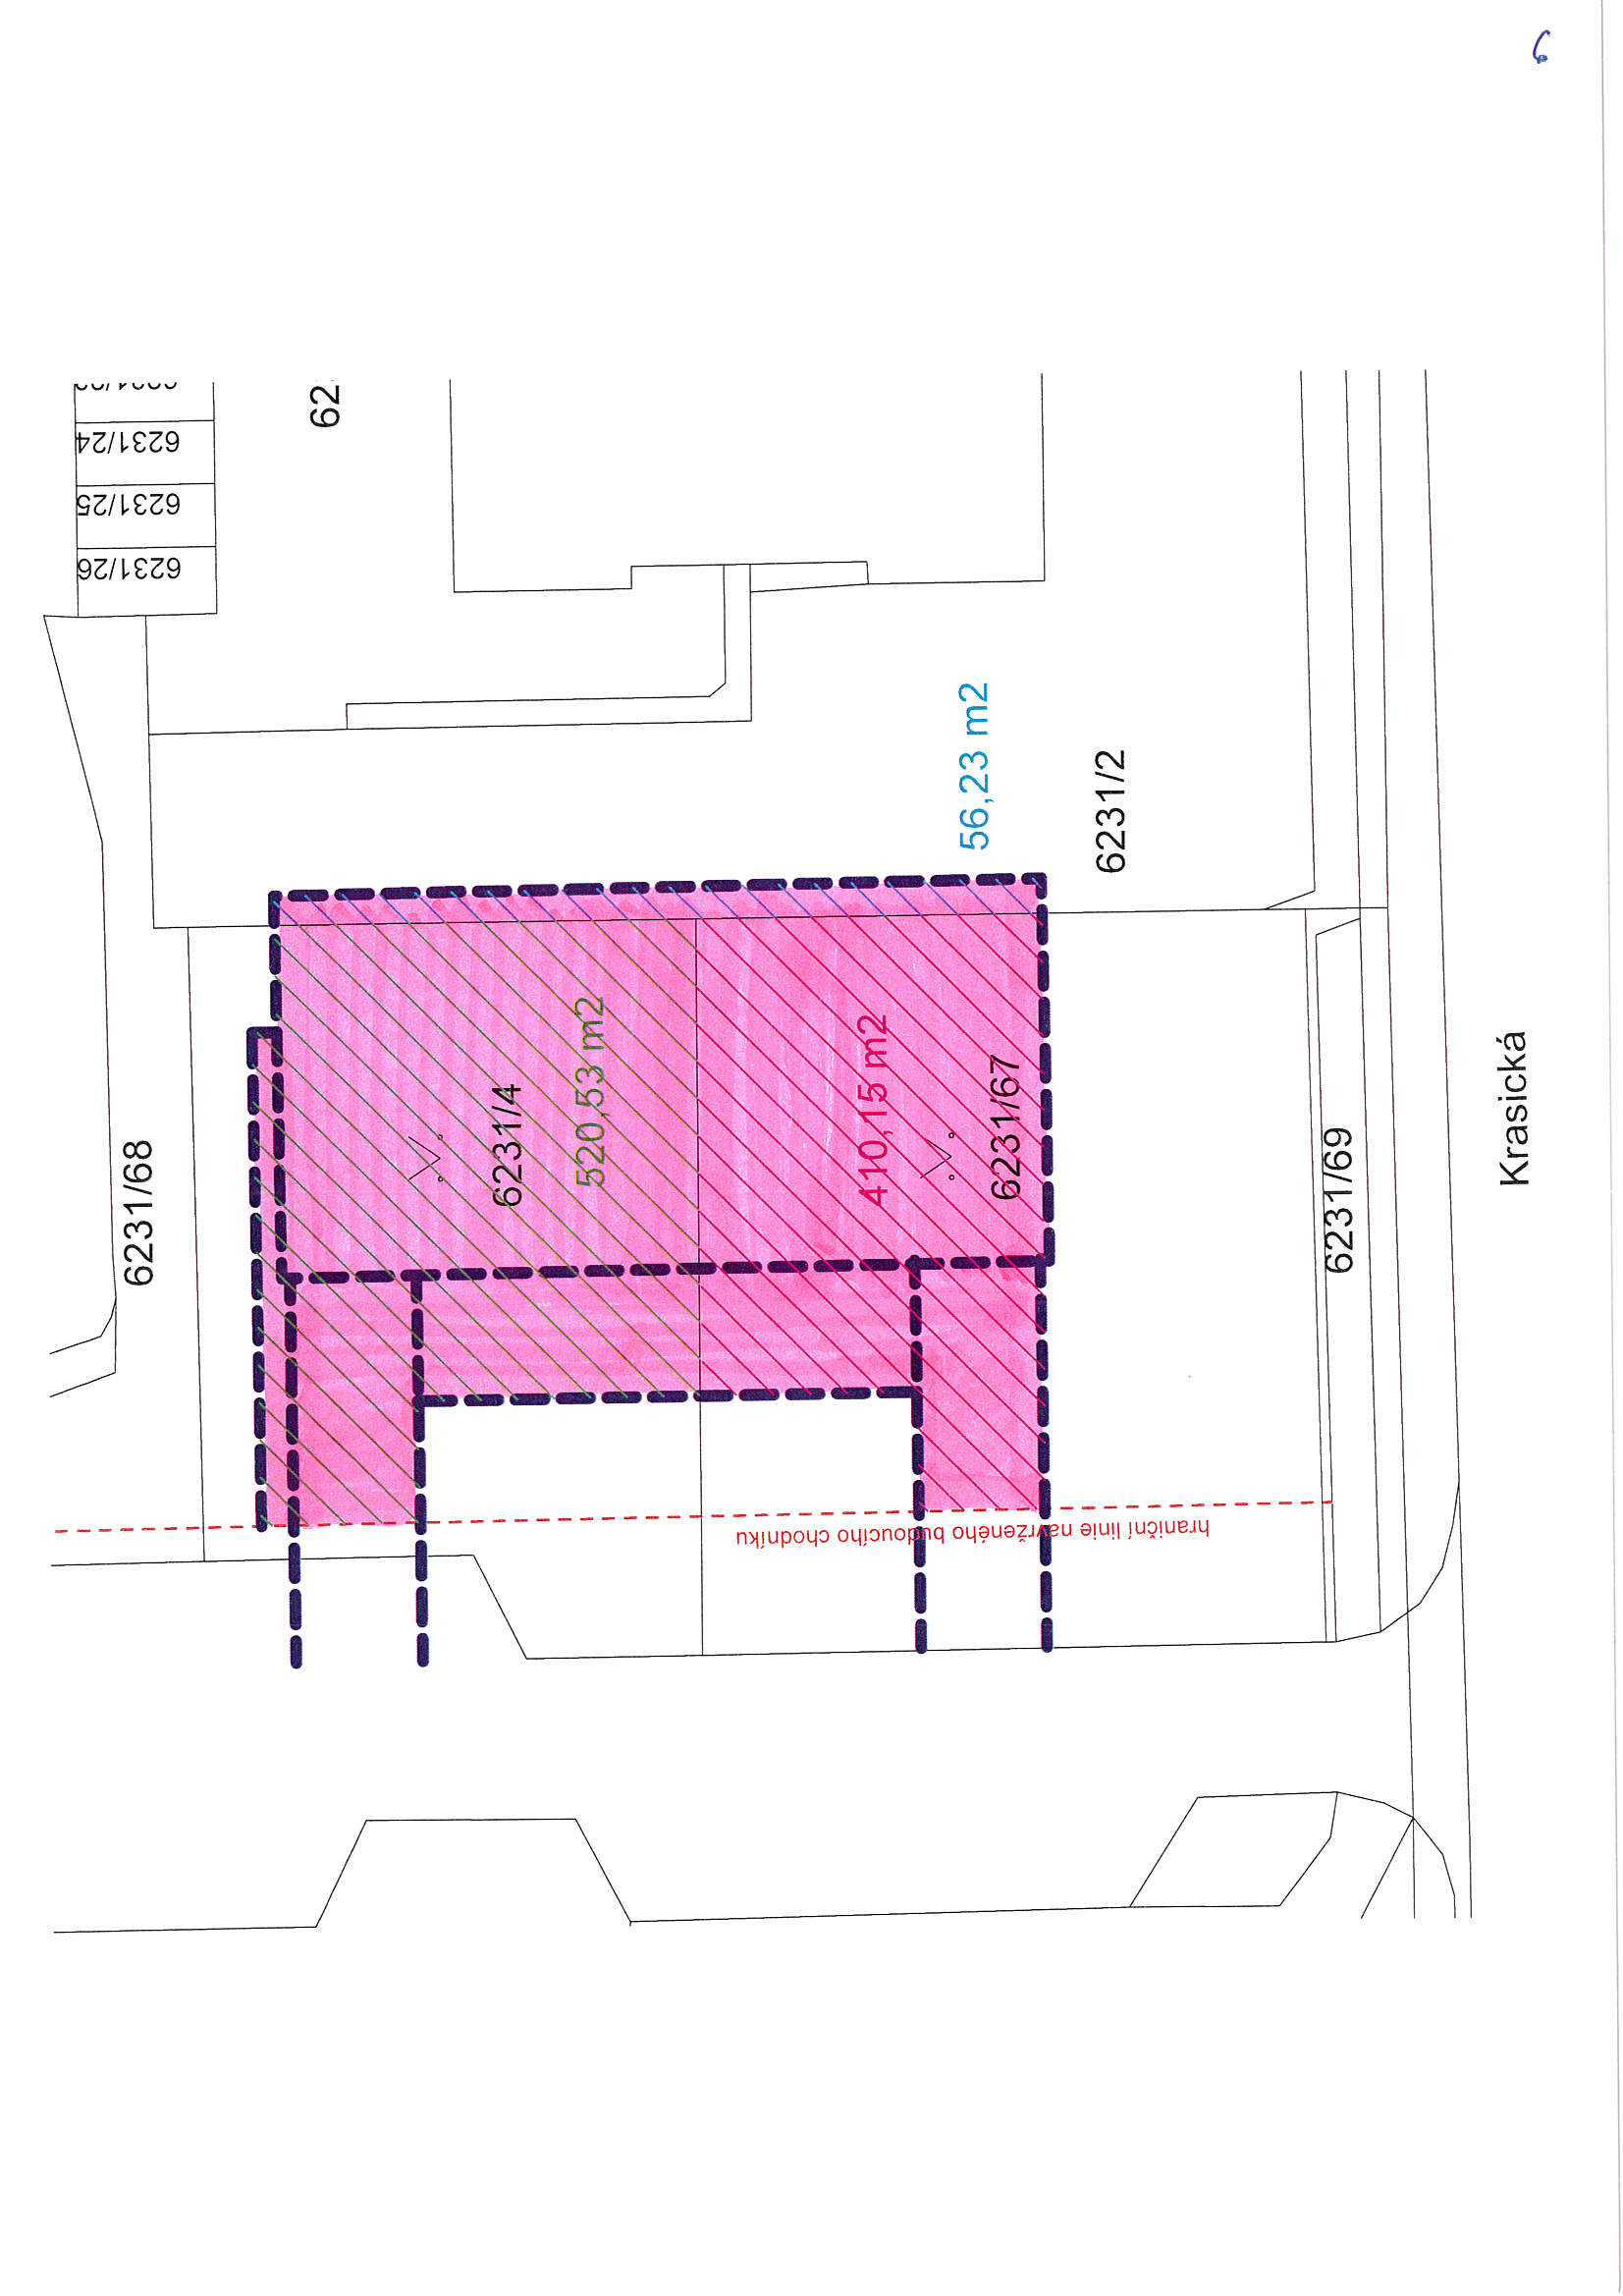 6
6231/24
6231/25
6231/26
62
56,23 m2
6231/2
6231/68
6231/4
520,53 m2
410,15 m2
6231/67
6231/69
Krasická
hraniční linie navrženého budoucího chodníku